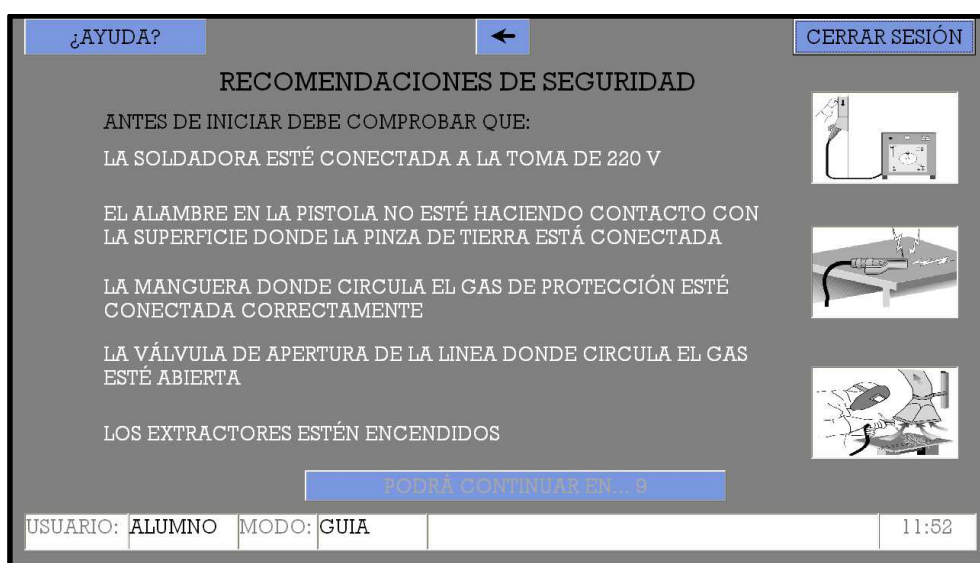 ¿AYUDA?
CERRAR SESIÓN
RECOMENDACIONES DE SEGURIDAD
ANTES DE INICIAR DEBE COMPROBAR QUE:
LA SOLDADORA ESTÉ CONECTADA A LA TOMA DE 220 V
EL ALAMBRE EN LA PISTOLA NO ESTÉ HACIENDO CONTACTO CON
LA SUPERFICIE DONDE LA PINZA DE TIERRA ESTÁ CONECTADA
LA MANGUERA DONDE CIRCULA EL GAS DE PROTECCIÓN ESTÉ
CONECTADA CORRECTAMENTE
LA VÁLVULA DE APERTURA DE LA LINEA DONDE CIRCULA EL GAS
ESTÉ ABIERTA
LOS EXTRACTORES ESTÉN ENCENDIDOS
PODRÁ CONTINUAR EN... 9
USUARIO: ALUMNO MODO: GUIA 11:52